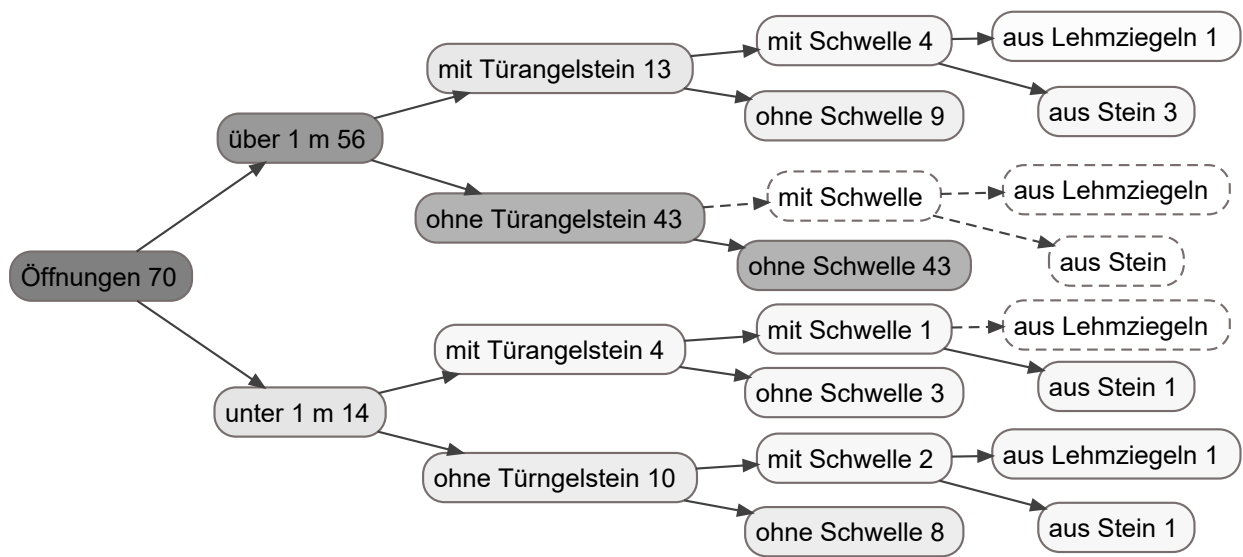 aus Lehmziegeln 1
mit Schwelle 4
mit Türangelstein 13
aus Stein 3
ohne Schwelle 9
über 1 m 56
aus Lehmziegeln
mit Schwelle
ohne Türangelstein 43
aus Stein
ohne Schwelle 43
Öffnungen 70
aus Lehmziegeln
mit Schwelle 1
mit Türangelstein 4
aus Stein 1
ohne Schwelle 3
unter 1 m 14
aus Lehmziegeln 1
mit Schwelle 2
ohne Türngelstein 10
aus Stein 1
ohne Schwelle 8